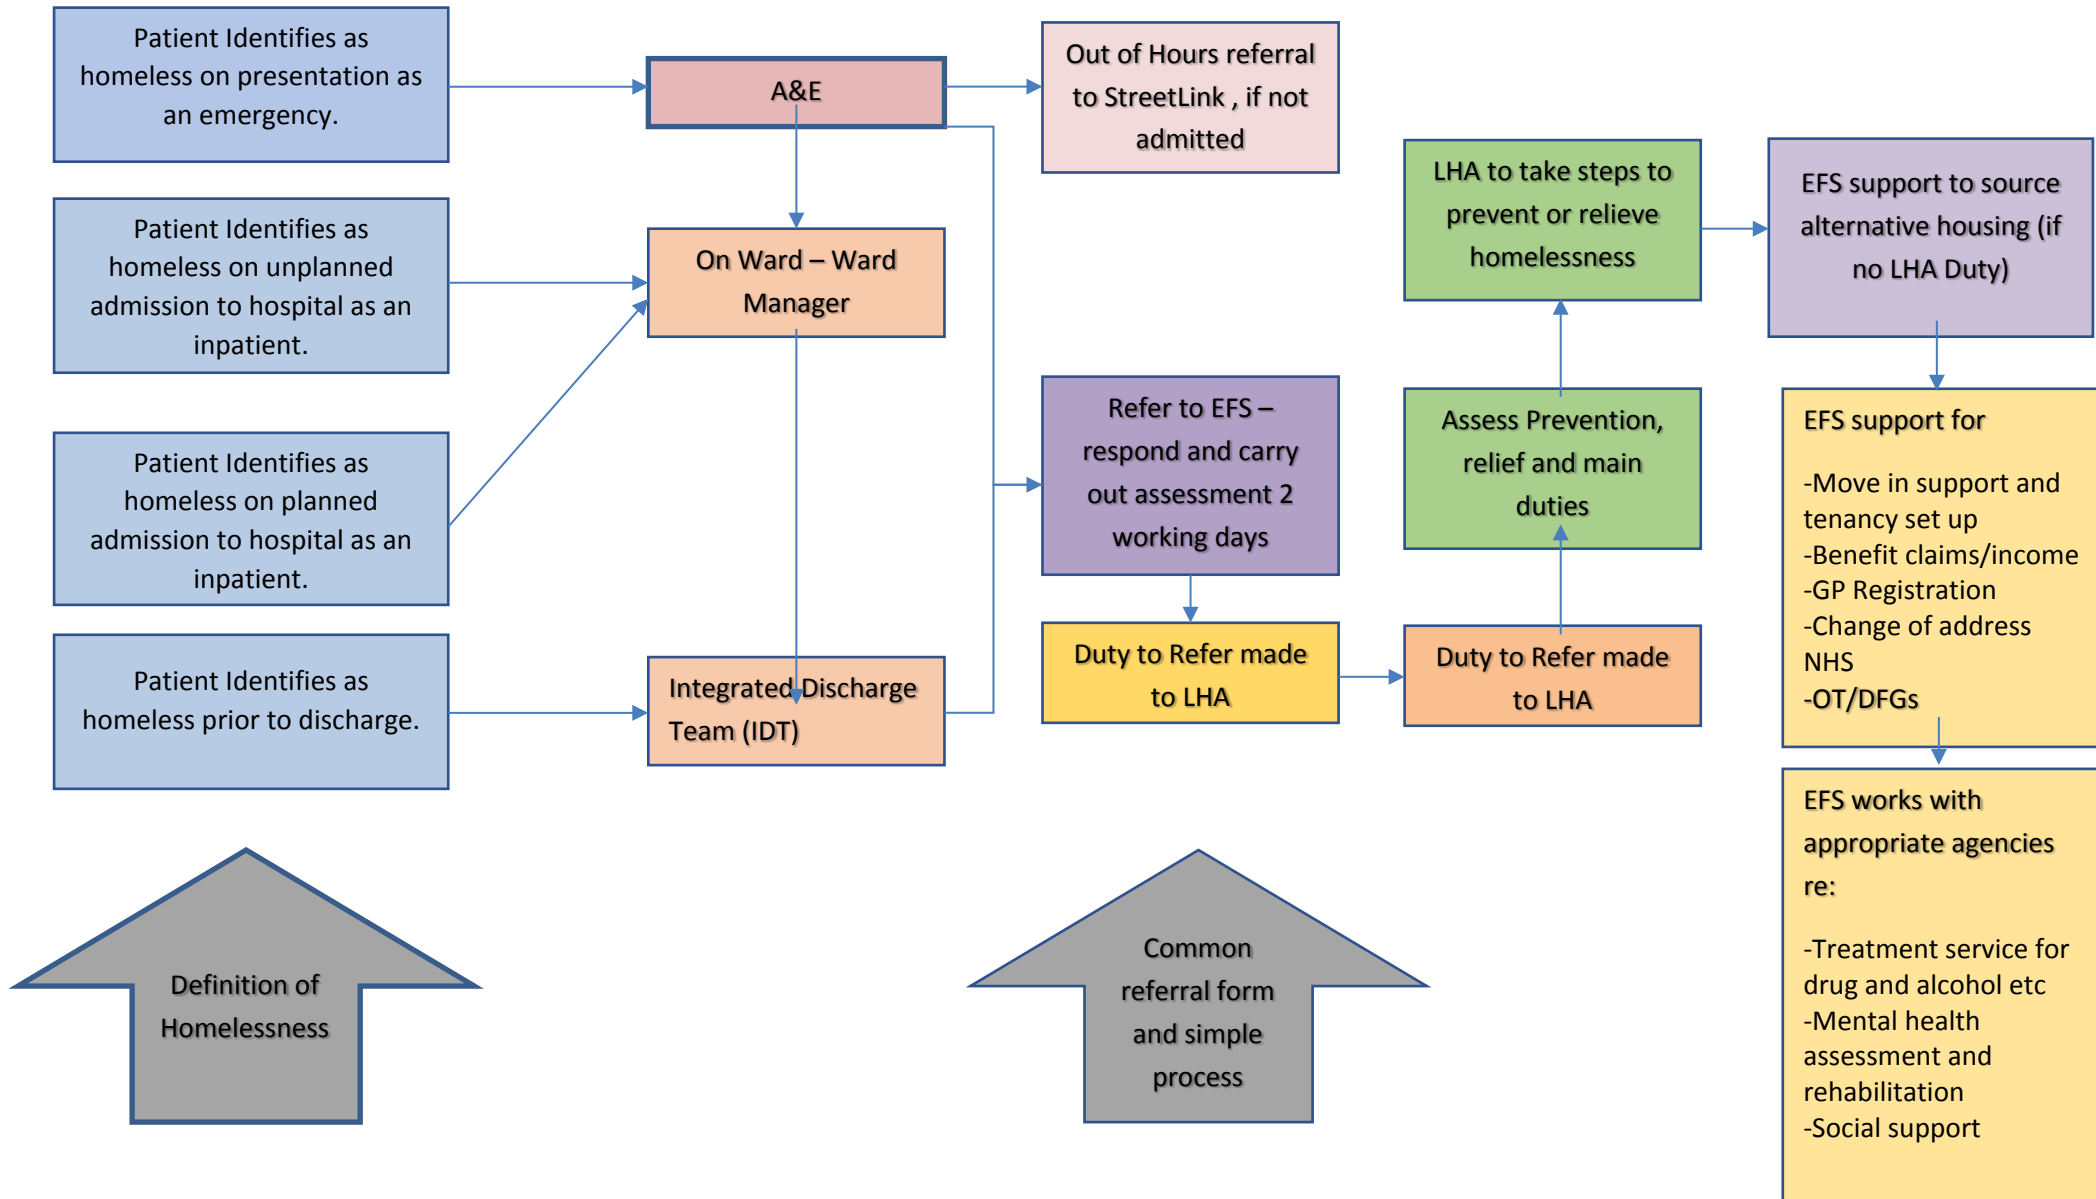 Patient Identifies as
homeless on presentation as
an emergency.
A&E
Out of Hours referral
to StreetLink , if not
admitted
Patient Identifies as
homeless on unplanned
admission to hospital as an
inpatient.
On Ward – Ward
Manager
LHA to take steps to
prevent or relieve
homelessness
EFS support to source
alternative housing (if
no LHA Duty)
Patient Identifies as
homeless on planned
admission to hospital as an
inpatient.
Refer to EFS –
respond and carry
out assessment 2
working days
Assess Prevention,
relief and main
duties
EFS support for
-Move in support and
tenancy set up
-Benefit claims/income
-GP Registration
-Change of address
NHS
-OT/DFGs
Patient Identifies as
homeless prior to discharge.
Integrated Discharge
Team (IDT)
Duty to Refer made
to LHA
Duty to Refer made
to LHA
EFS works with
appropriate agencies
re:
-Treatment service for
drug and alcohol etc
-Mental health
assessment and
rehabilitation
-Social support
Definition of
Homelessness
Common
referral form
and simple
process